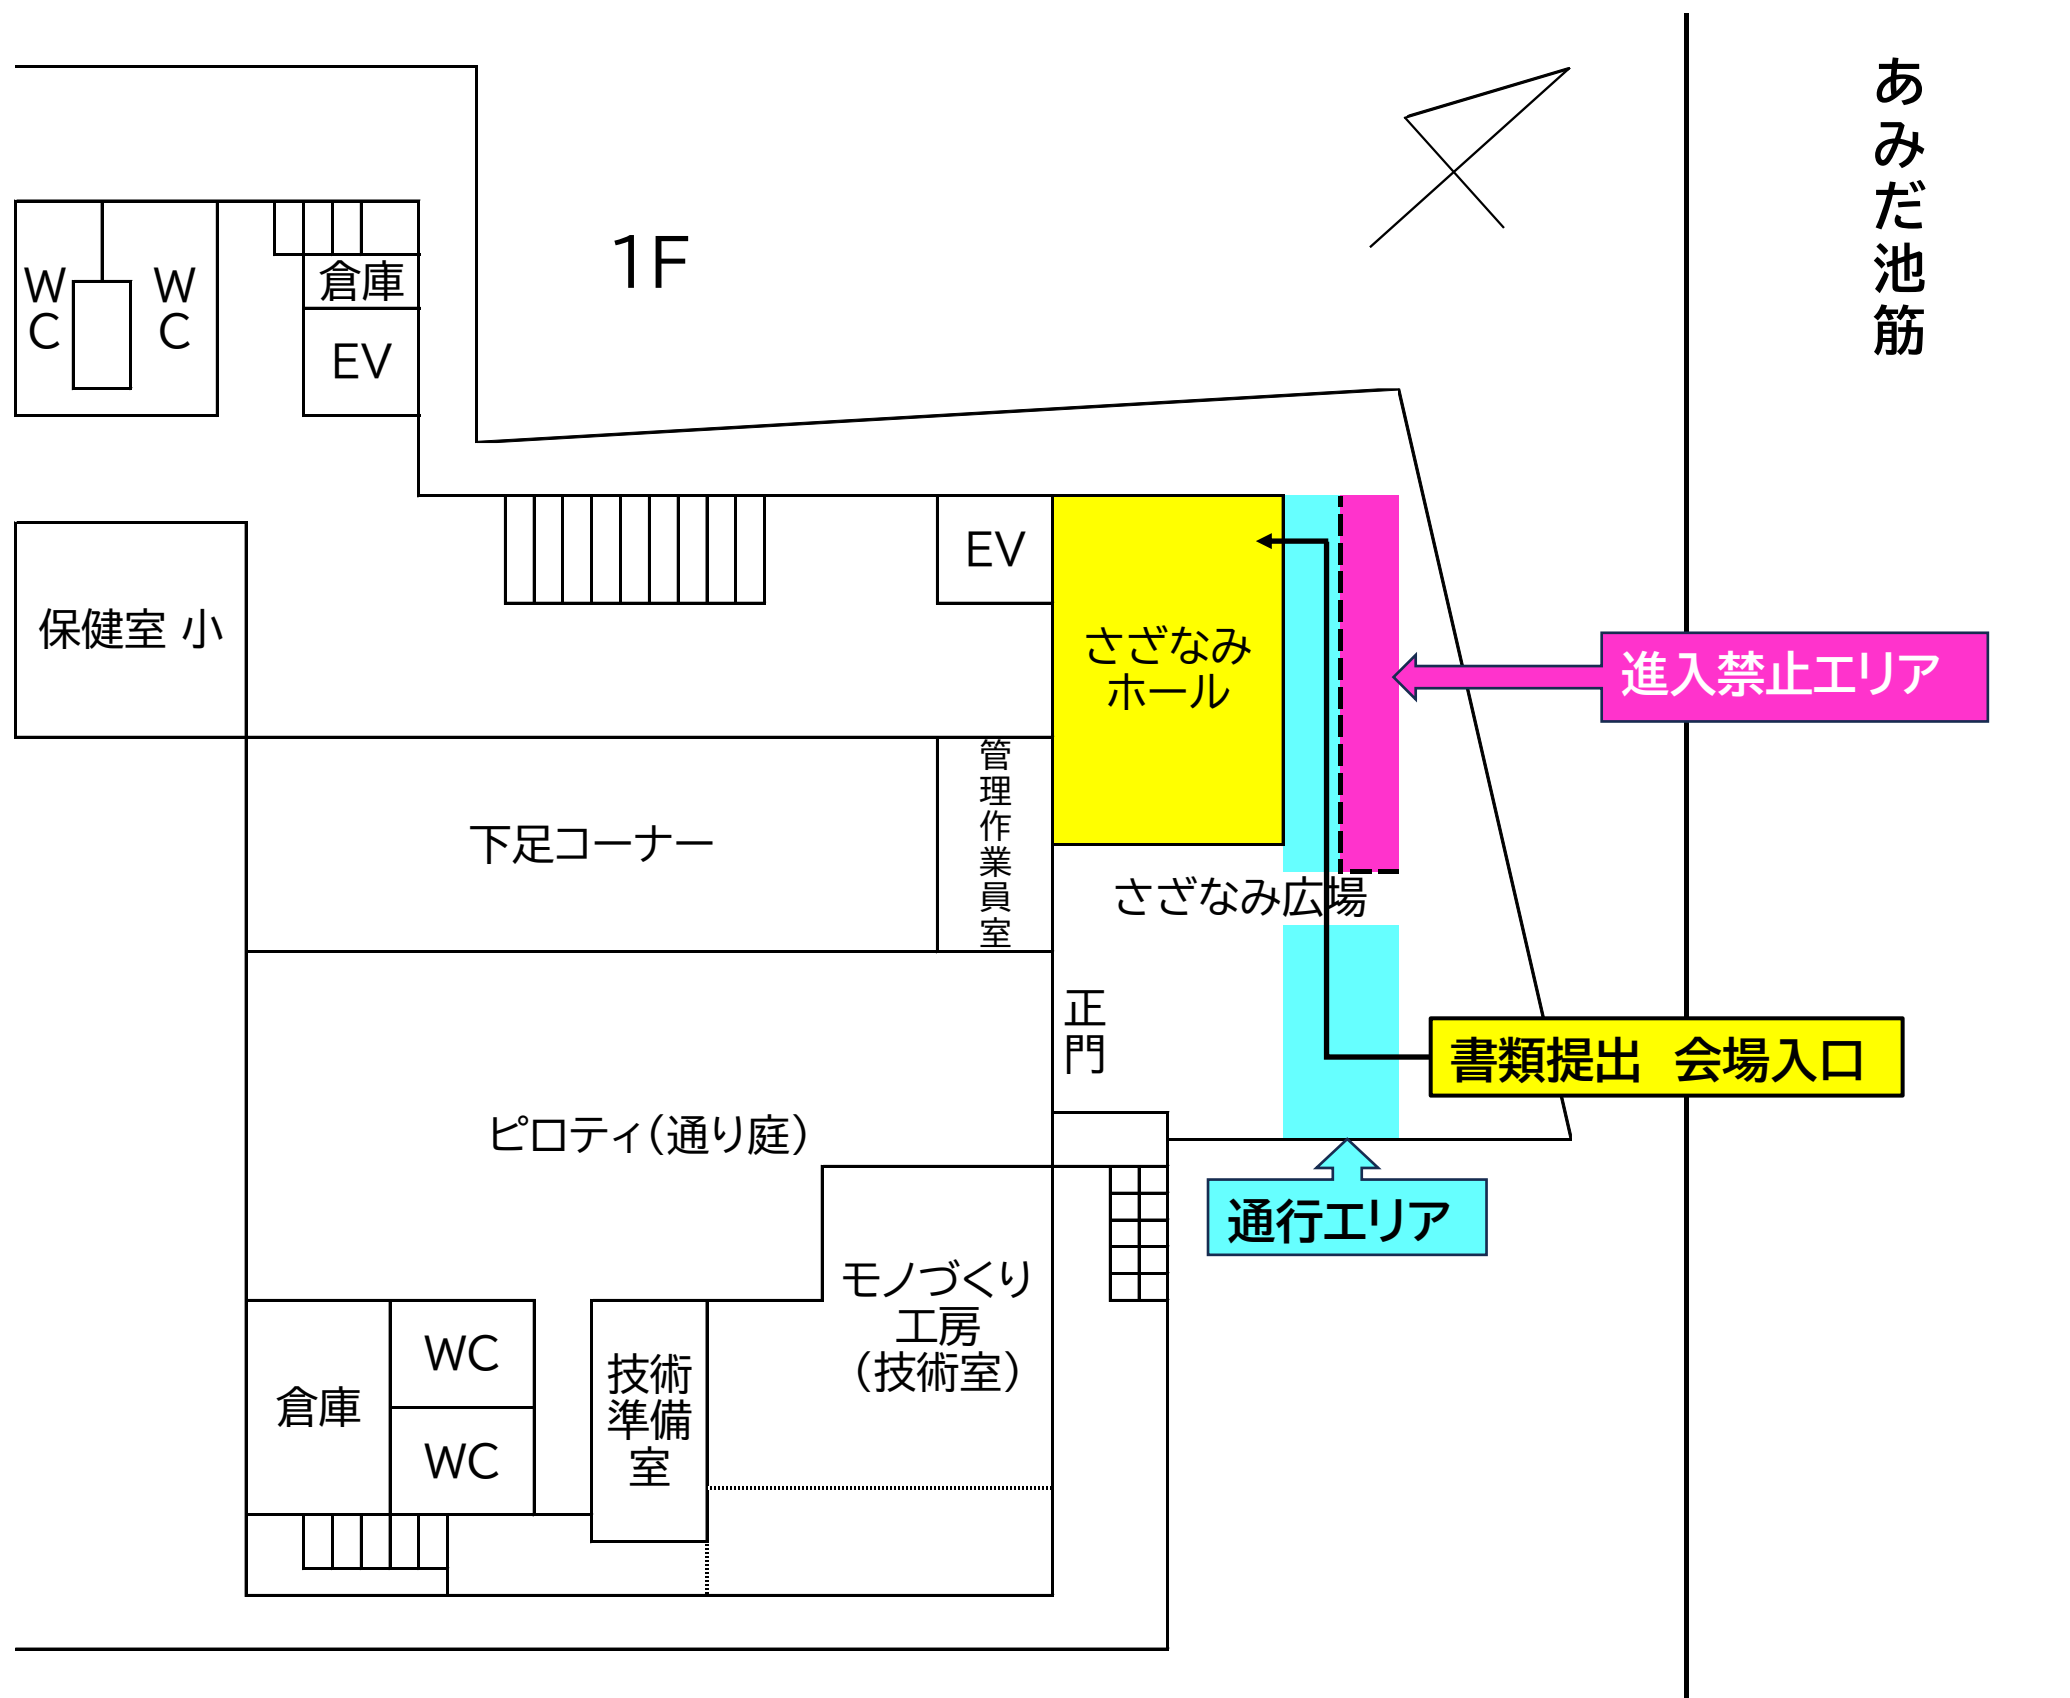 あみだ池筋
1F
WC
WC
倉庫
EV
EV
保健室 小
さざなみ
ホール
進入禁止エリア
管理作業員室
下足コーナー
さざなみ広場
正門
書類提出　会場入口
ピロティ（通り庭）
通行エリア
モノづくり
工房
（技術室）
WC
技術
準備
室
倉庫
WC